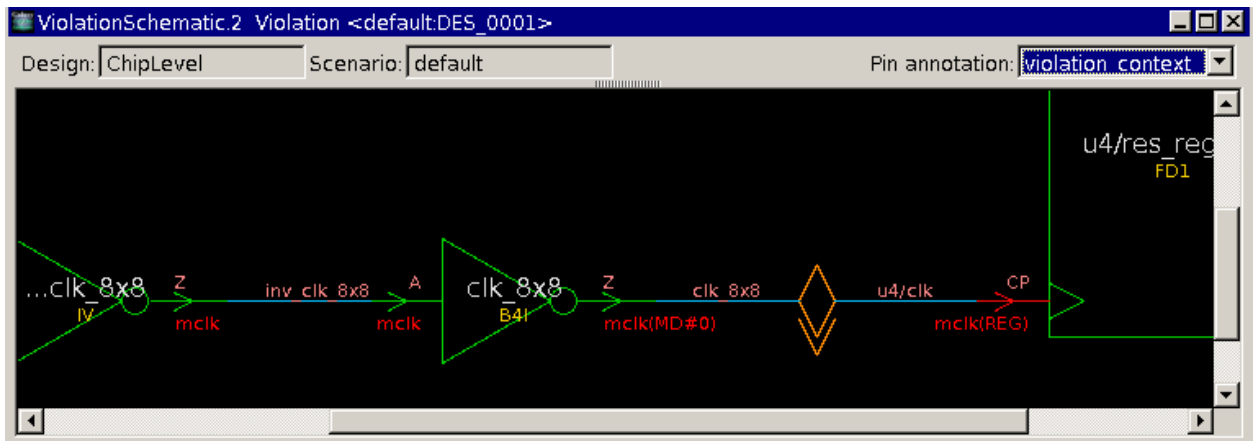 ViolationSchematic.2 Violation <default:DES_0001>
Design: ChipLevel Scenario: default Pin annotation: violation_context
u4/res_reg
FD1
...clk_8x8 Z inv_clk_8x8 A clk_8x8 Z clk_8x8 u4/clk CP
IV mclk mclk B4I mclk(MD#0) mclk(REG)